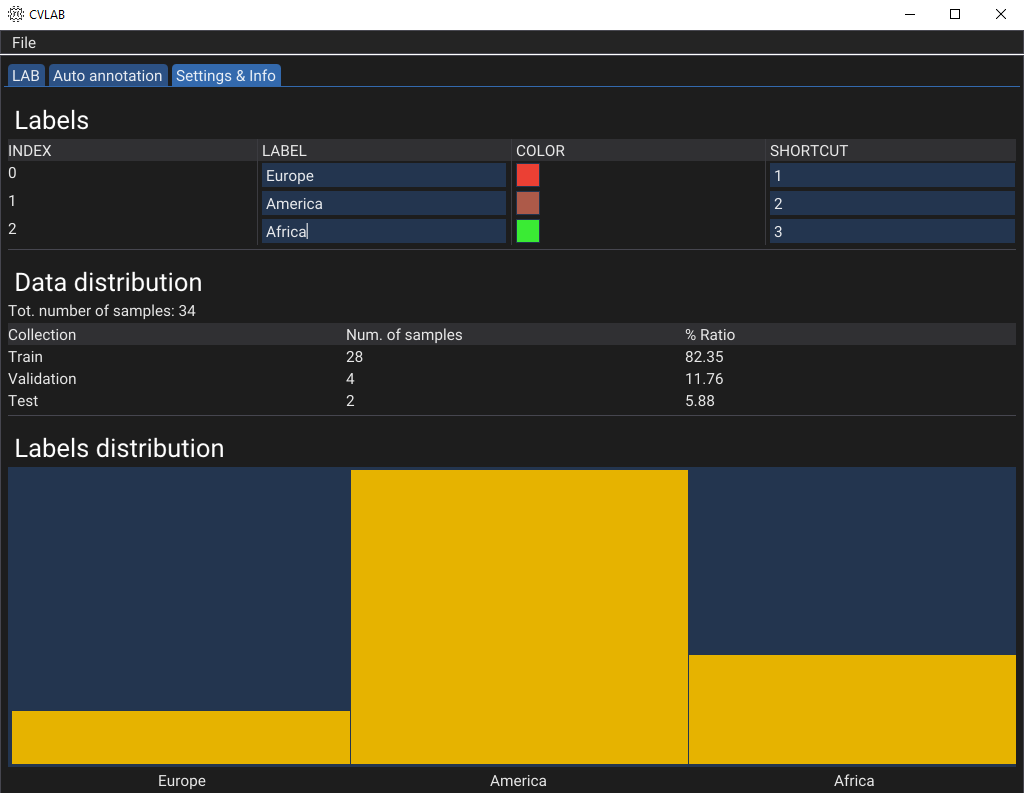 CVLAB
File
LAB Auto annotation Settings & Info
Labels
INDEX LABEL COLOR SHORTCUT
0 Europe 1
1 America 2
2 Africa 3
Data distribution
Tot. number of samples: 34
Collection Num. of samples % Ratio
Train 28 82.35
Validation 4 11.76
Test 2 5.88
Labels distribution
Europe America Africa